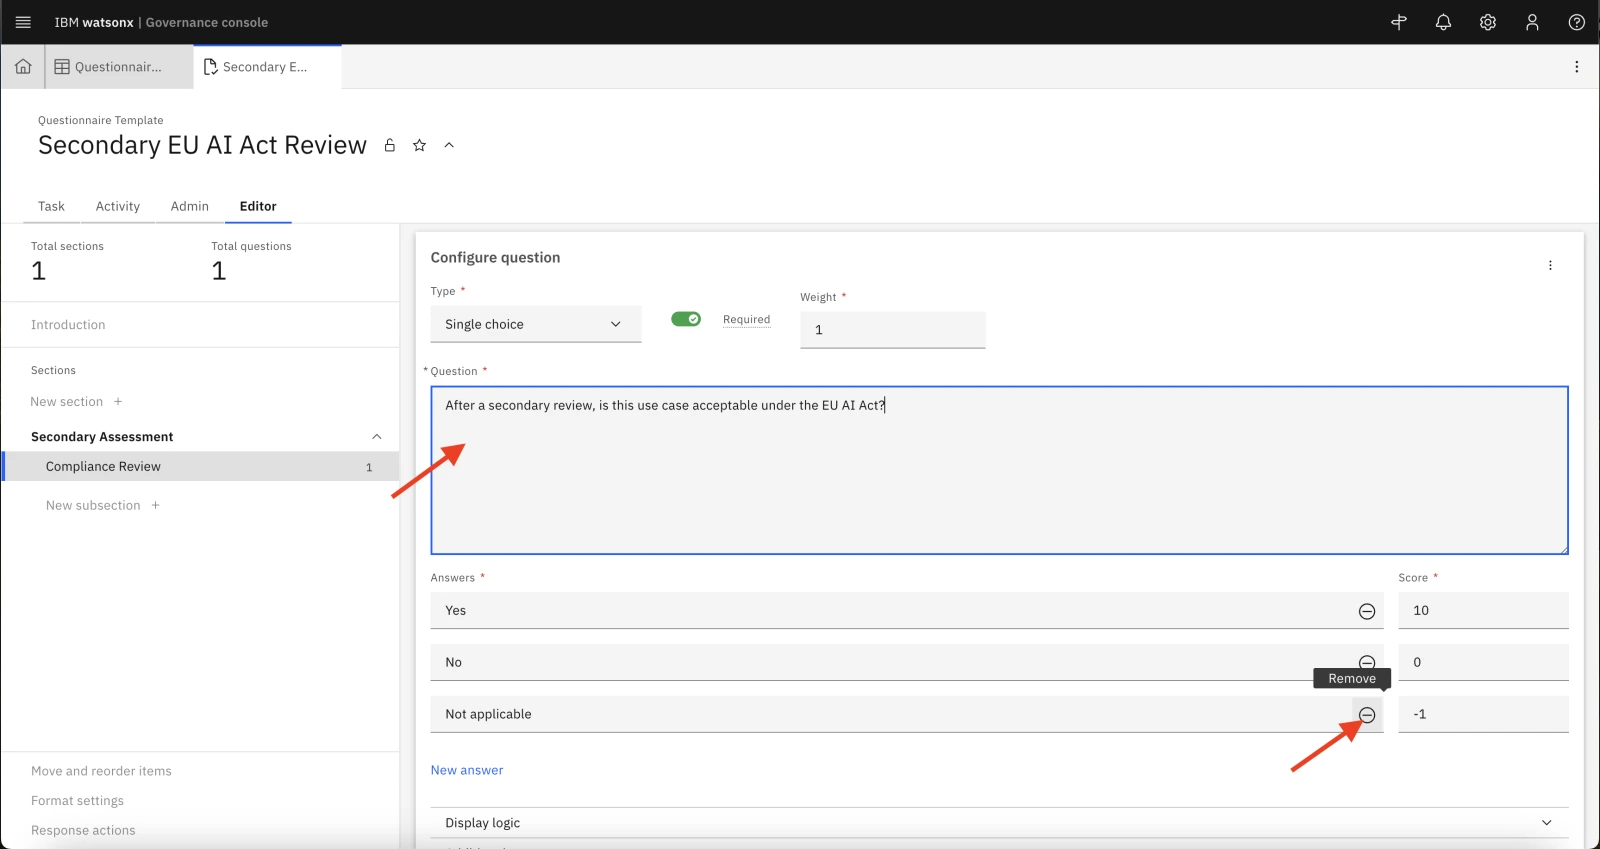 IBM watsonx | Governance console
Questionnair...
Secondary E...
Questionnaire Template
Secondary EU AI Act Review
Task Activity Admin Editor
Total sections Total questions
1 1
Introduction
Sections
New section +
Secondary Assessment
Compliance Review 1
New subsection +
Move and reorder items
Format settings
Response actions
Configure question
Type * Weight *
Single choice Required 1
* Question *
After a secondary review, is this use case acceptable under the EU AI Act?
Answers * Score *
Yes 10
No 0
Remove
Not applicable -1
New answer
Display logic